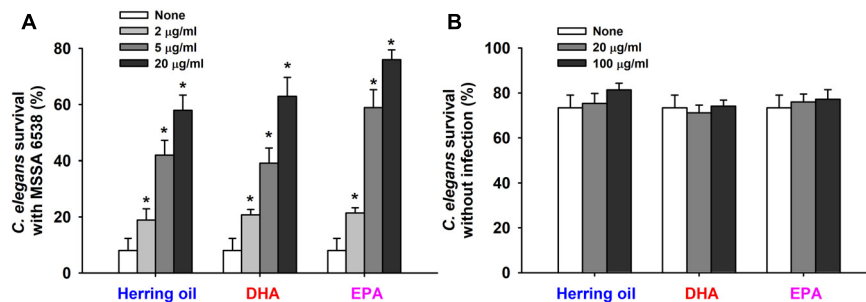 A
None
2 μg/ml
5 μg/ml
20 μg/ml
80
60
40
20
0
C. elegans survival
with MSSA 6538 (%)
*
*
*
*
*
*
*
*
*
Herring oil
DHA
EPA
B
None
20 μg/ml
100 μg/ml
100
80
60
40
20
0
C. elegans survival
without infection (%)
Herring oil
DHA
EPA